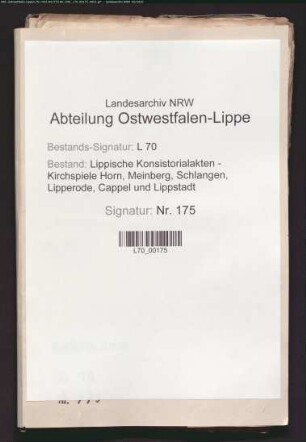 Landesarchiv NRW
Abteilung Ostwestfalen-Lippe
Bestands-Signatur: L 70
Bestand: Lippische Konsistorialakten -
Kirchspiele Horn, Meinberg, Schlangen,
Lipperode, Cappel und Lippstadt
Signatur: Nr. 175
L70_00175